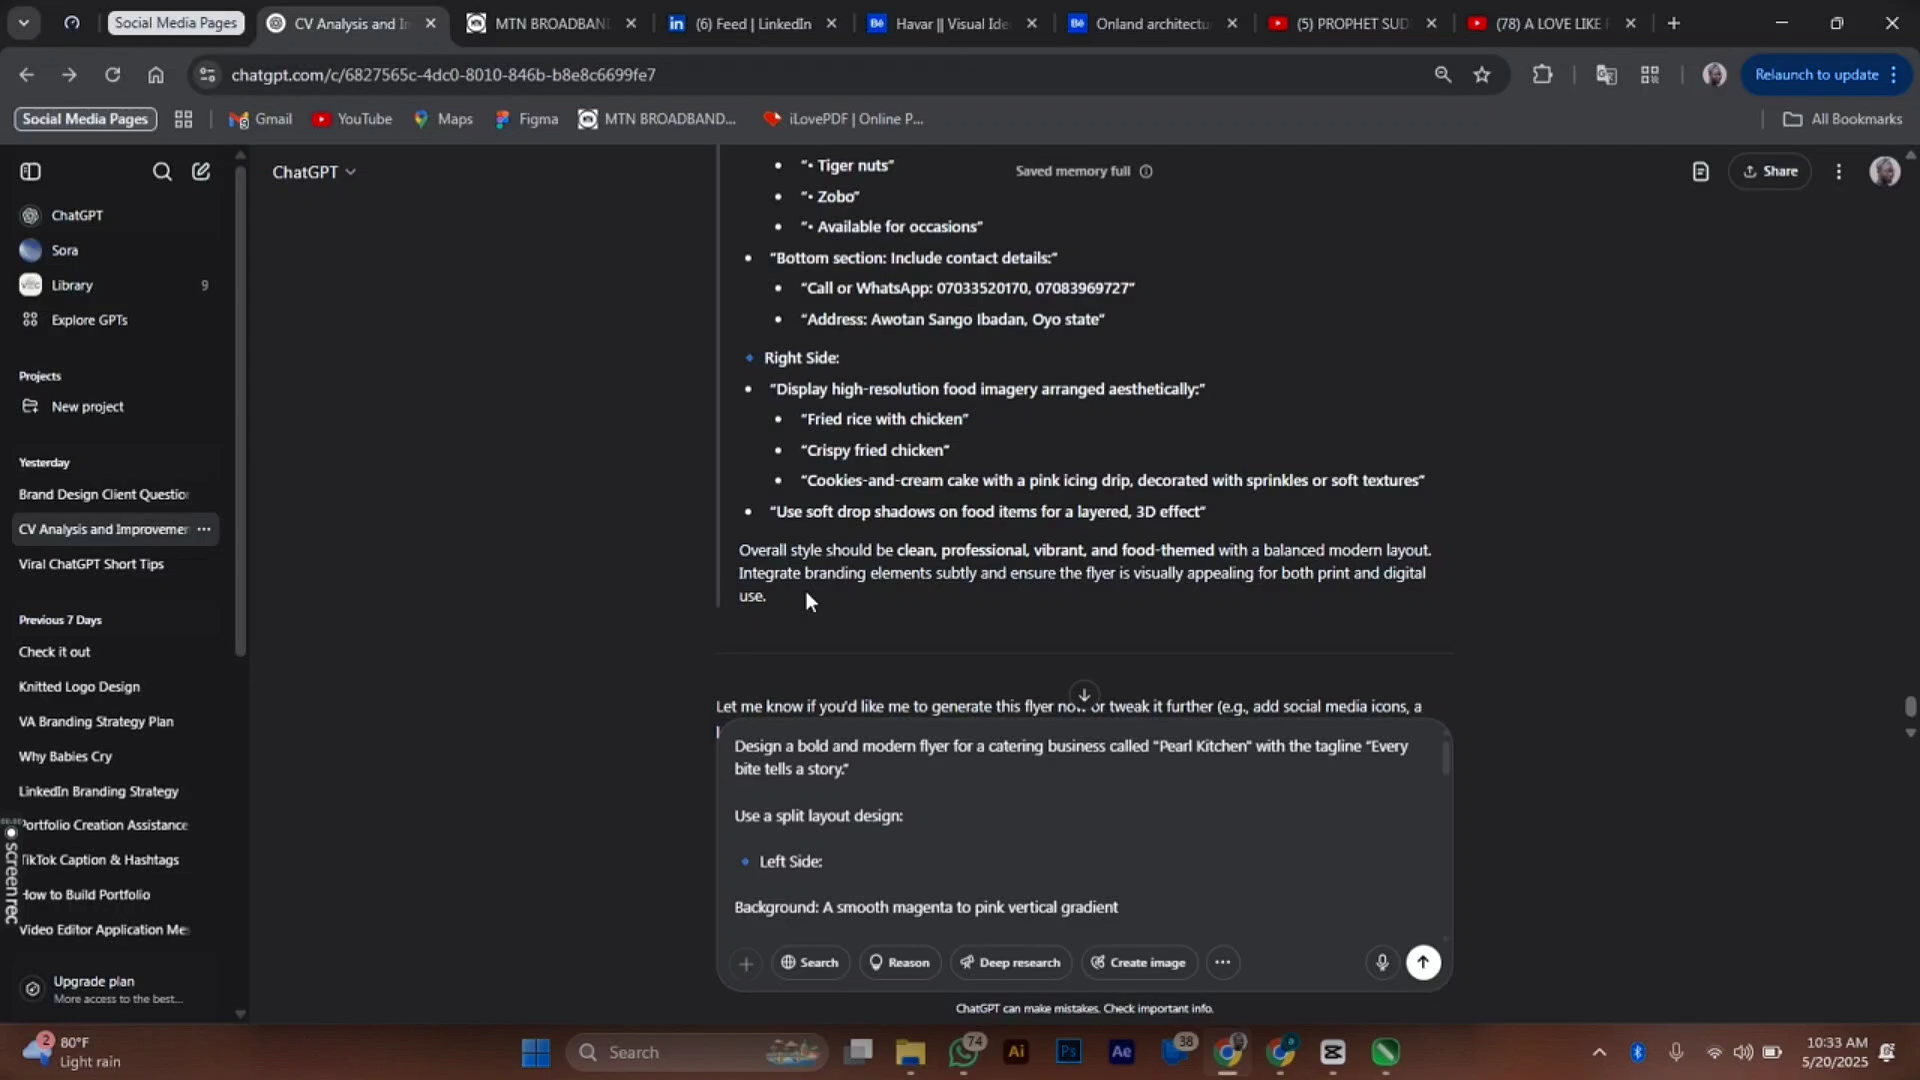 Social Media Pages
CV Analysis and Im
MTN BROADBAN
(6) Feed | LinkedIn
Havar || Visual Ide
Onland architectu
(5) PROPHET SUD
(78) A LOVE LIKE
chatgpt.com/c/6827565c-4dc0-8010-846b-b8e8c6699fe7
Relaunch to update
Social Media Pages
Gmail
YouTube
Maps
Figma
MTN BROADBAND...
iLovePDF | Online P...
All Bookmarks
ChatGPT
Saved memory full
Share
ChatGPT
Sora
Library
9
Explore GPTs
Projects
New project
Yesterday
Brand Design Client Question
CV Analysis and Improvemen
Viral ChatGPT Short Tips
Previous 7 Days
Check it out
Knitted Logo Design
VA Branding Strategy Plan
Why Babies Cry
LinkedIn Branding Strategy
Portfolio Creation Assistance
TikTok Caption & Hashtags
How to Build Portfolio
Video Editor Application Me
Upgrade plan
More access to the best...
screenrec
• "• Tiger nuts"
• "• Zobo"
• "• Available for occasions"
• "Bottom section: Include contact details:"
• "Call or WhatsApp: 07033520170, 07083969727"
• "Address: Awotan Sango Ibadan, Oyo state"
Right Side:
• "Display high-resolution food imagery arranged aesthetically:"
• "Fried rice with chicken"
• "Crispy fried chicken"
• "Cookies-and-cream cake with a pink icing drip, decorated with sprinkles or soft textures"
• "Use soft drop shadows on food items for a layered, 3D effect"
Overall style should be clean, professional, vibrant, and food-themed with a balanced modern layout.
Integrate branding elements subtly and ensure the flyer is visually appealing for both print and digital
use.
Let me know if you'd like me to generate this flyer now or tweak it further (e.g., add social media icons, a
Design a bold and modern flyer for a catering business called "Pearl Kitchen" with the tagline "Every
bite tells a story."
Use a split layout design:
Left Side:
Background: A smooth magenta to pink vertical gradient
Search
Reason
Deep research
Create image
ChatGPT can make mistakes. Check important info.
2
80°F
Light rain
Search
74
Ai
Ps
Ae
38
10:33 AM
5/20/2025